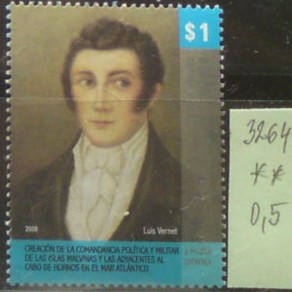 $1
3264
**
0,5
Luis Vernet
2009
CREACIÓN DE LA COMANDANCIA POLÍTICA Y MILITAR
DE LAS ISLAS MALVINAS Y LAS ADYACENTES AL
CABO DE HORNOS EN EL MAR ATLÁNTICO